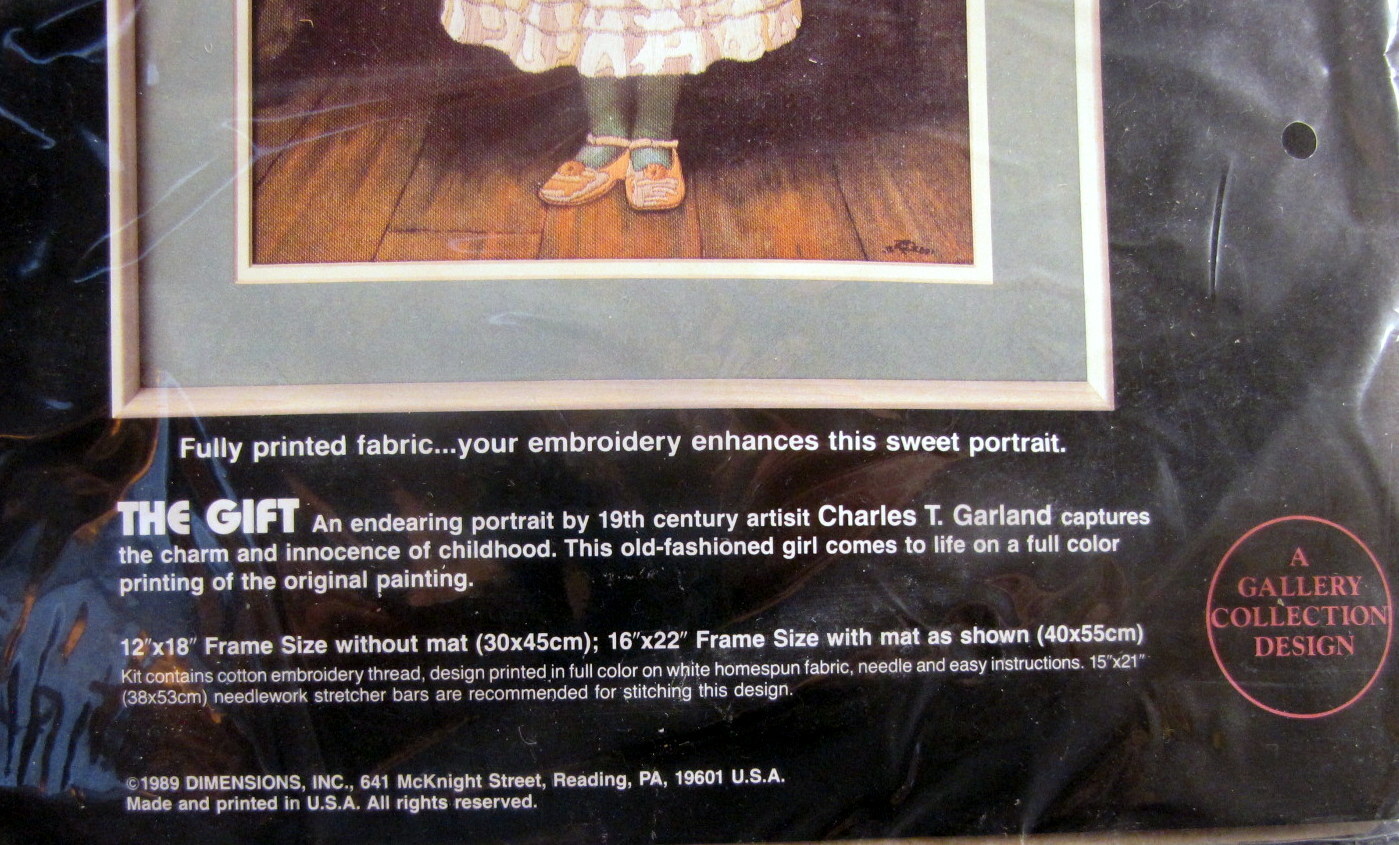 Fully printed fabric...your embroidery enhances this sweet portrait.
THE GIFT An endearing portrait by 19th century artisit Charles T. Garland captures
the charm and innocence of childhood. This old-fashioned girl comes to life on a full color
printing of the original painting.
12"x18" Frame Size without mat (30x45cm); 16"x22" Frame Size with mat as shown (40x55cm)
Kit contains cotton embroidery thread, design printed in full color on white homespun fabric, needle and easy instructions. 15"x21"
(38x53cm) needlework stretcher bars are recommended for stitching this design.
A
GALLERY
COLLECTION
DESIGN
©1989 DIMENSIONS, INC., 641 McKnight Street, Reading, PA, 19601 U.S.A.
Made and printed in U.S.A. All rights reserved.